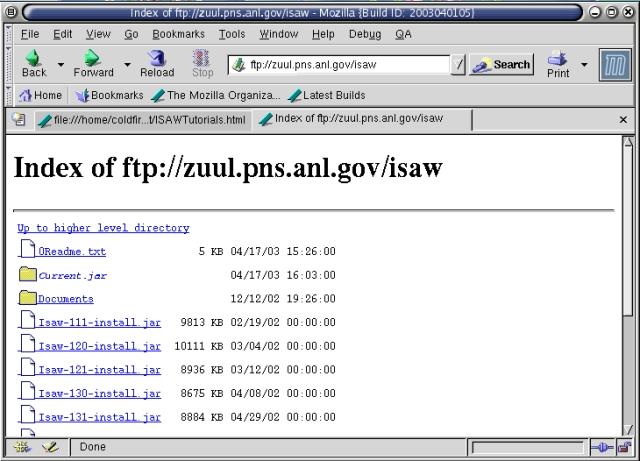 Index of ftp://zuul.pns.anl.gov/isaw - Mozilla {Build ID: 2003040105}
File Edit View Go Bookmarks Tools Window Help Debug QA
Back Forward Reload Stop ftp://zuul.pns.anl.gov/isaw Search Print
Home Bookmarks The Mozilla Organiza... Latest Builds
file:///home/coldfir...t/ISAWTutorials.html Index of ftp://zuul.pns.anl.gov/isaw
Index of ftp://zuul.pns.anl.gov/isaw
Up to higher level directory
0Readme.txt 5 KB 04/17/03 15:26:00
Current.jar 04/17/03 16:03:00
Documents 12/12/02 19:26:00
Isaw-111-install.jar 9813 KB 02/19/02 00:00:00
Isaw-120-install.jar 10111 KB 03/04/02 00:00:00
Isaw-121-install.jar 8936 KB 03/12/02 00:00:00
Isaw-130-install.jar 8675 KB 04/08/02 00:00:00
Isaw-131-install.jar 8884 KB 04/29/02 00:00:00
Done